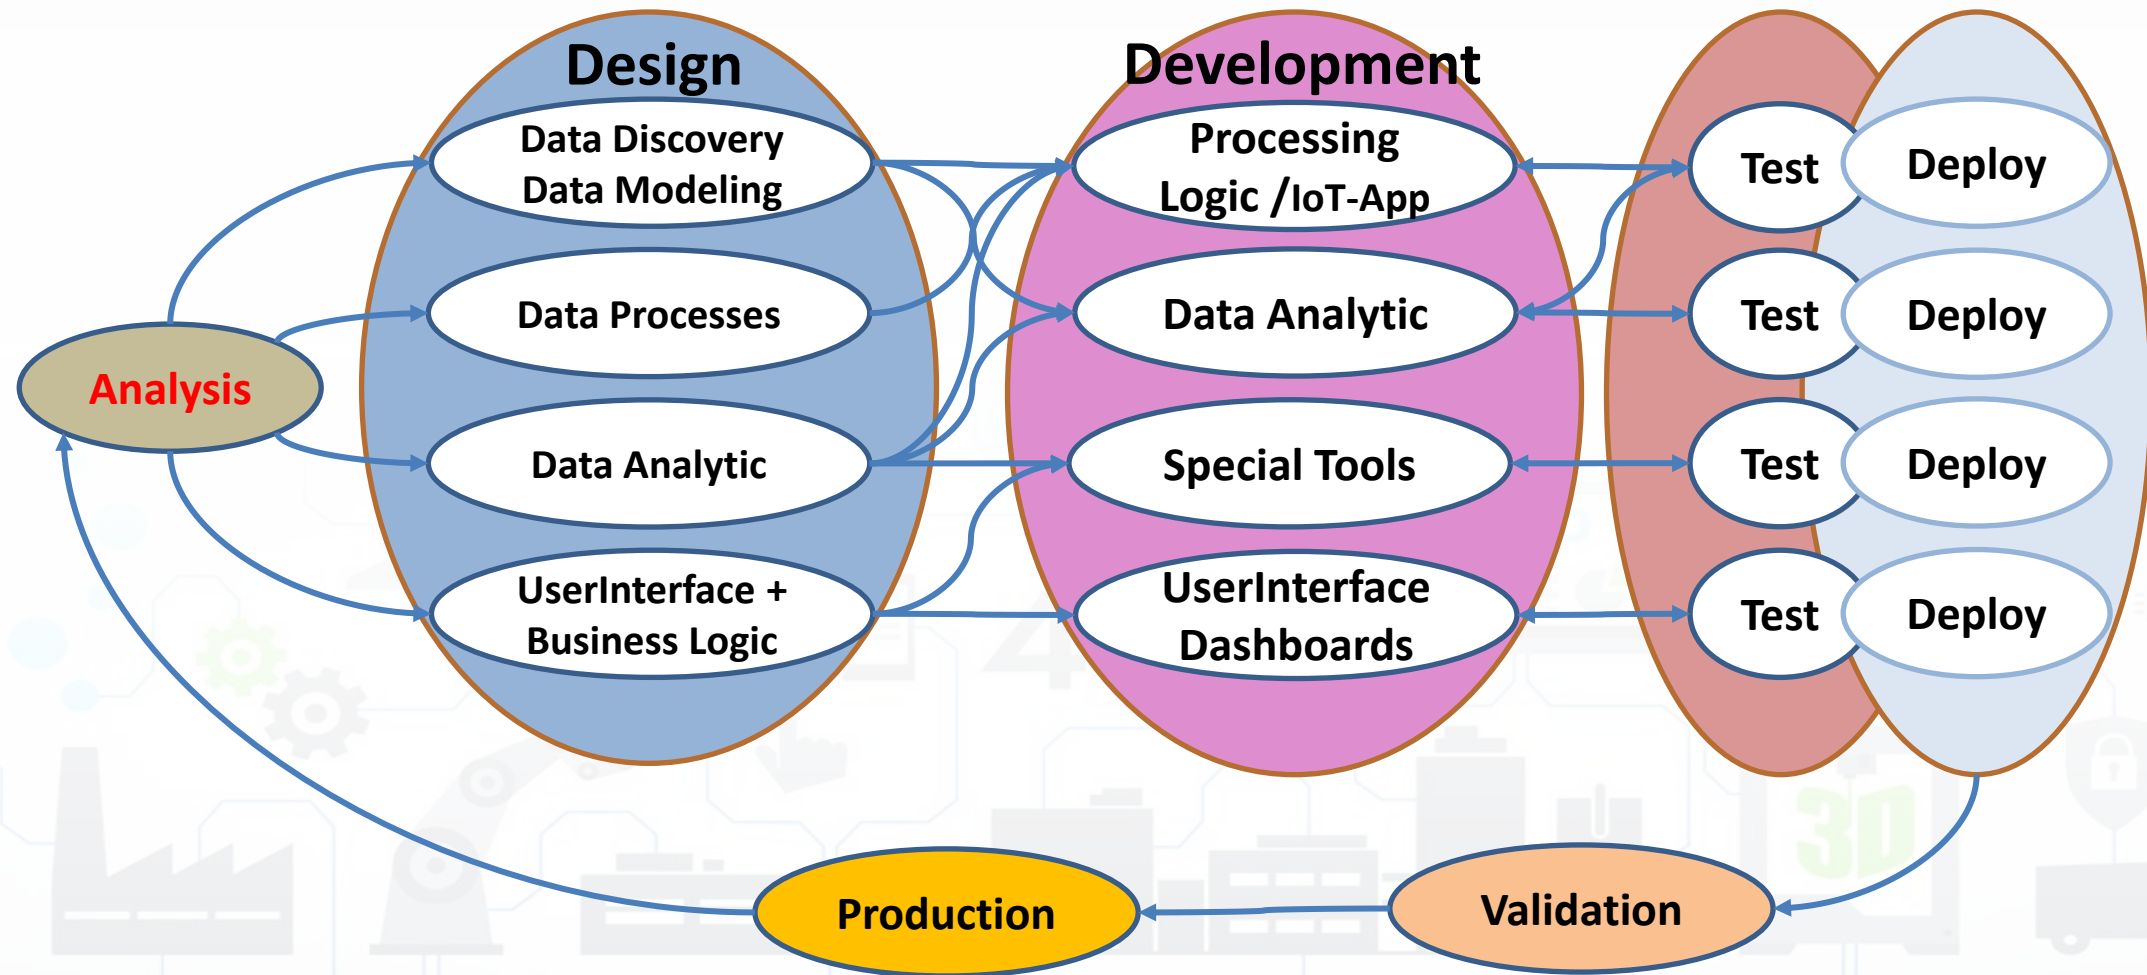 Design
Development
Data Discovery
Data Modeling
Processing
Logic /IoT-App
Test
Deploy
Data Processes
Data Analytic
Test
Deploy
Analysis
Data Analytic
Special Tools
Test
Deploy
UserInterface +
Business Logic
UserInterface
Dashboards
Test
Deploy
3D
Production
Validation